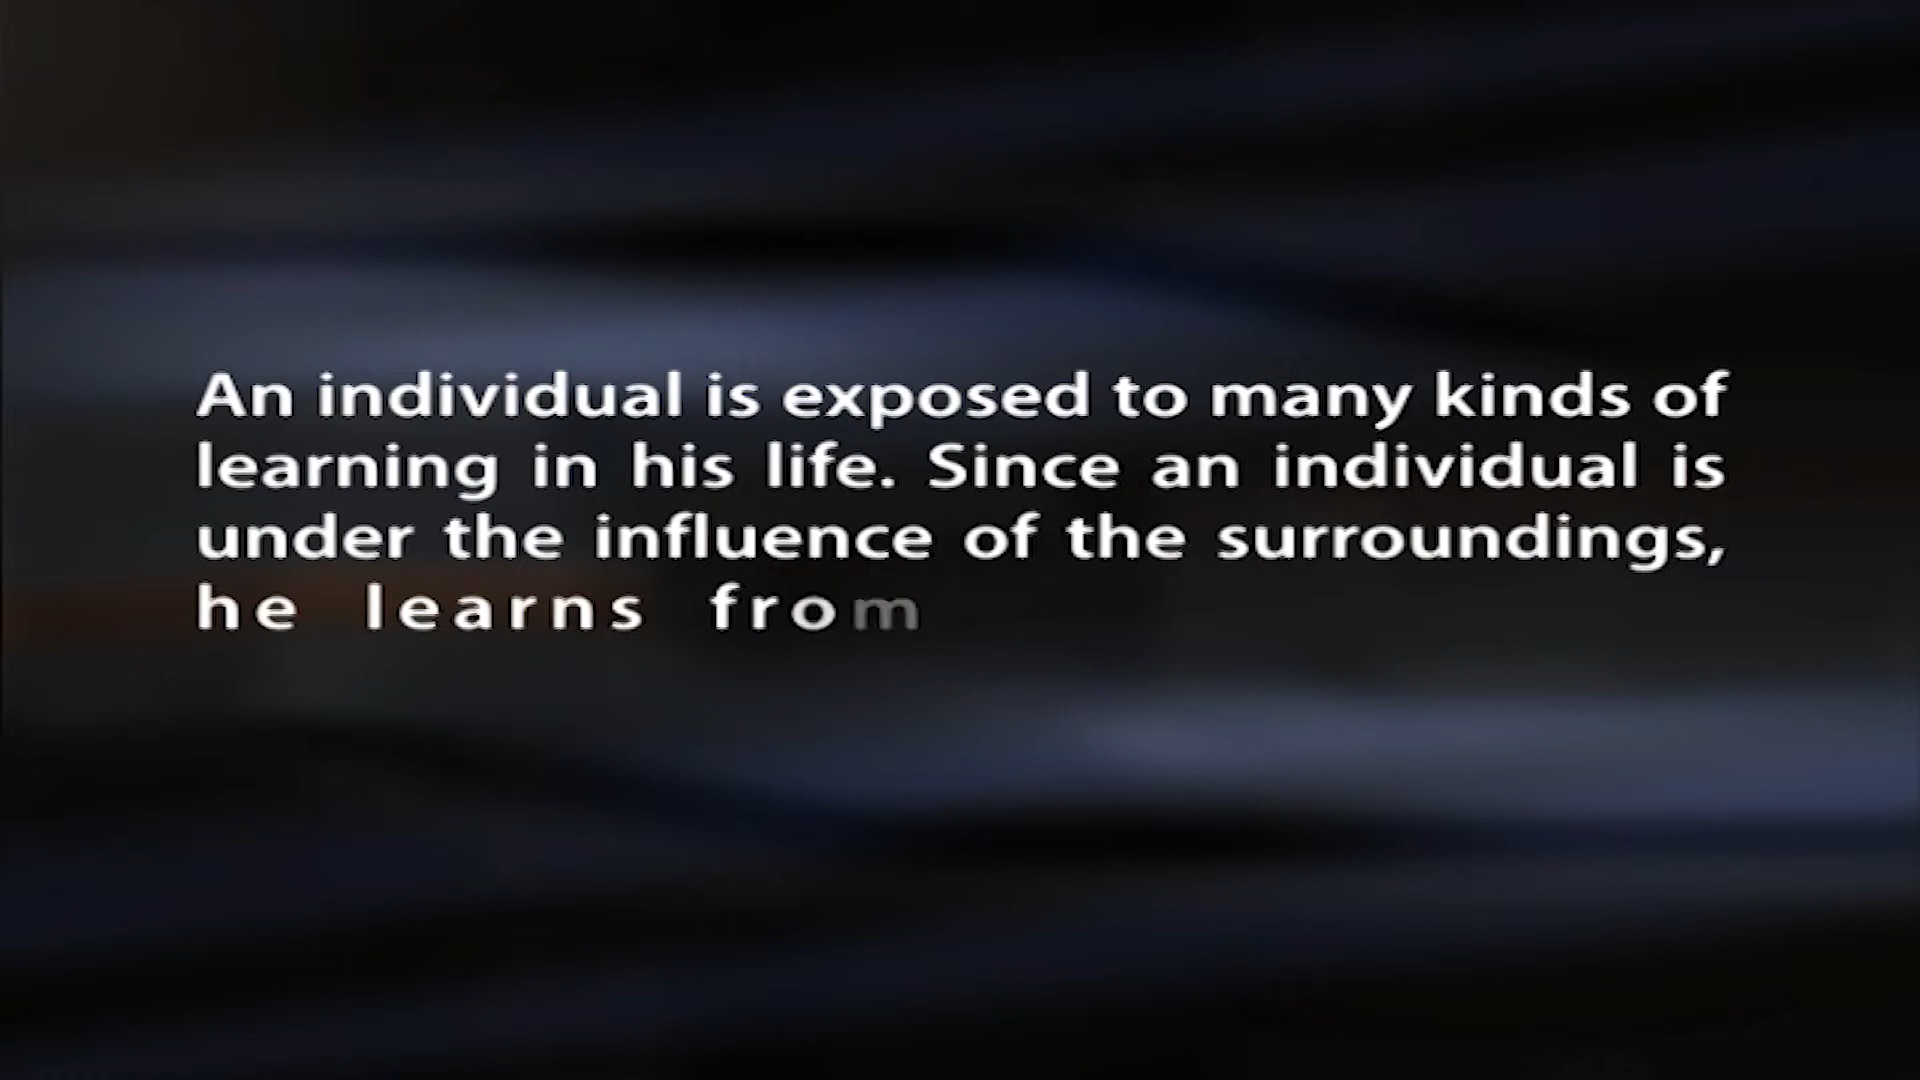 An individual is exposed to many kinds of
learning in his life. Since an individual is
under the influence of the surroundings,
he learns from